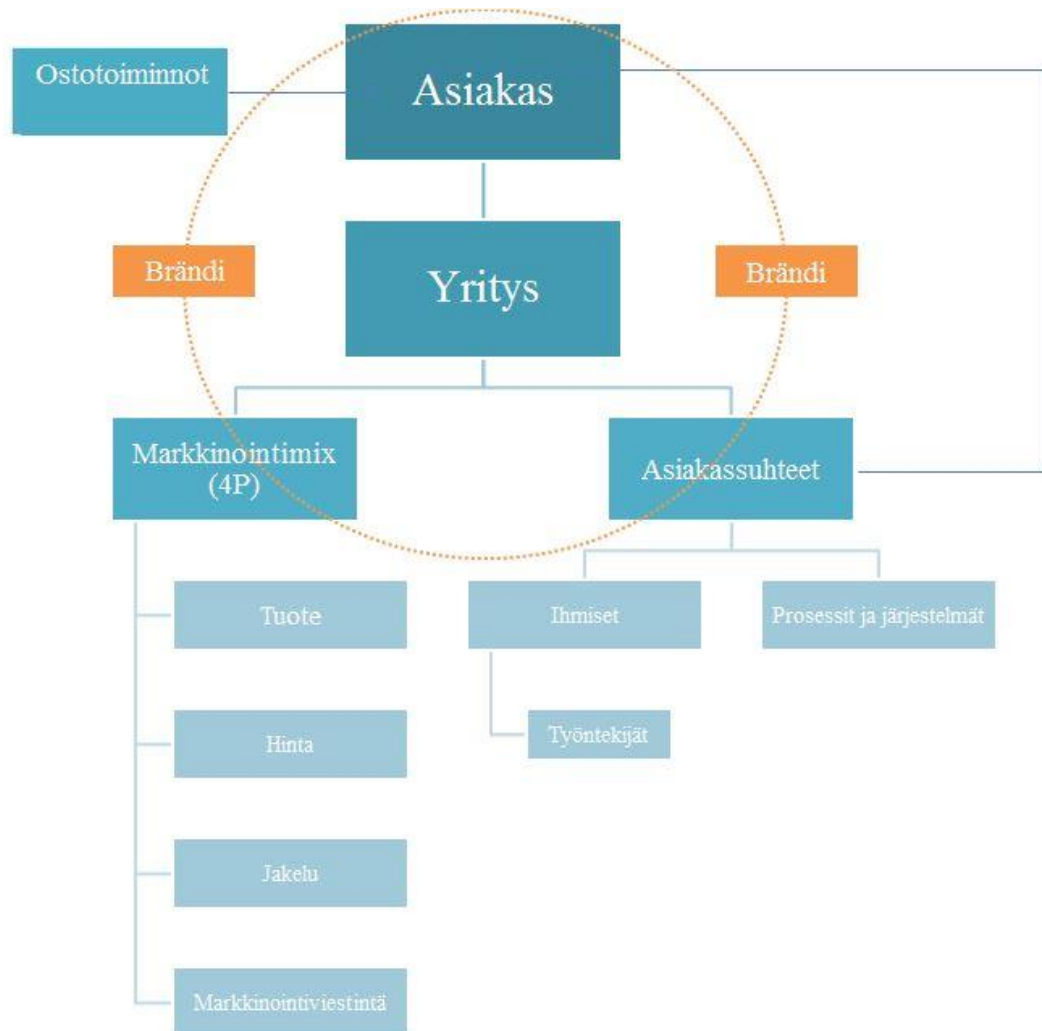 Ostotoiminnot
Asiakas
Brändi
Yritys
Brändi
Markkinointimix
(4P)
Asiakassuhteet
Tuote
Ihmiset
Prosessit ja järjestelmät
Hinta
Työntekijät
Jakelu
Markkinointiviestintä